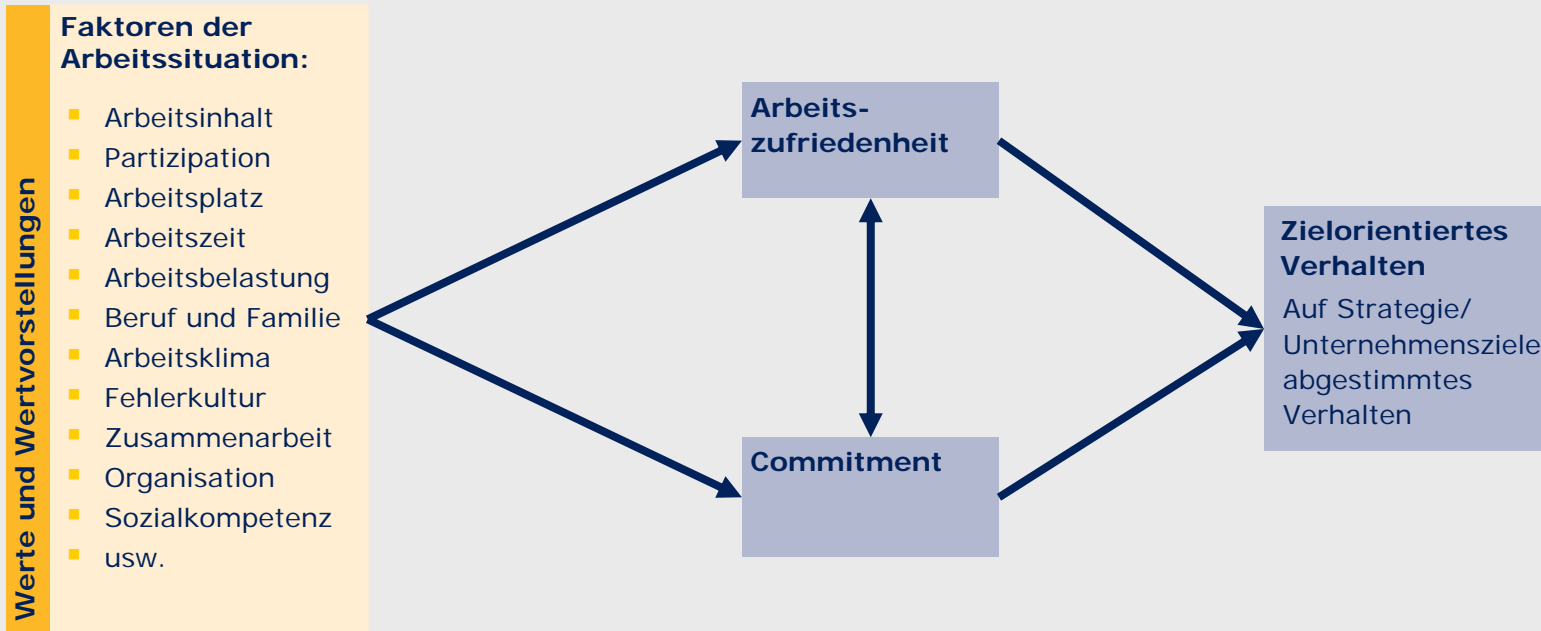 Werte und Wertvorstellungen
Faktoren der
Arbeitssituation:
Arbeitsinhalt
Partizipation
Arbeitsplatz
Arbeitszeit
Arbeitsbelastung
Beruf und Familie
Arbeitsklima
Fehlerkultur
Zusammenarbeit
Organisation
Sozialkompetenz
usw.
Arbeits-
zufriedenheit
Commitment
Zielorientiertes
Verhalten
Auf Strategie/
Unternehmensziele
abgestimmtes
Verhalten